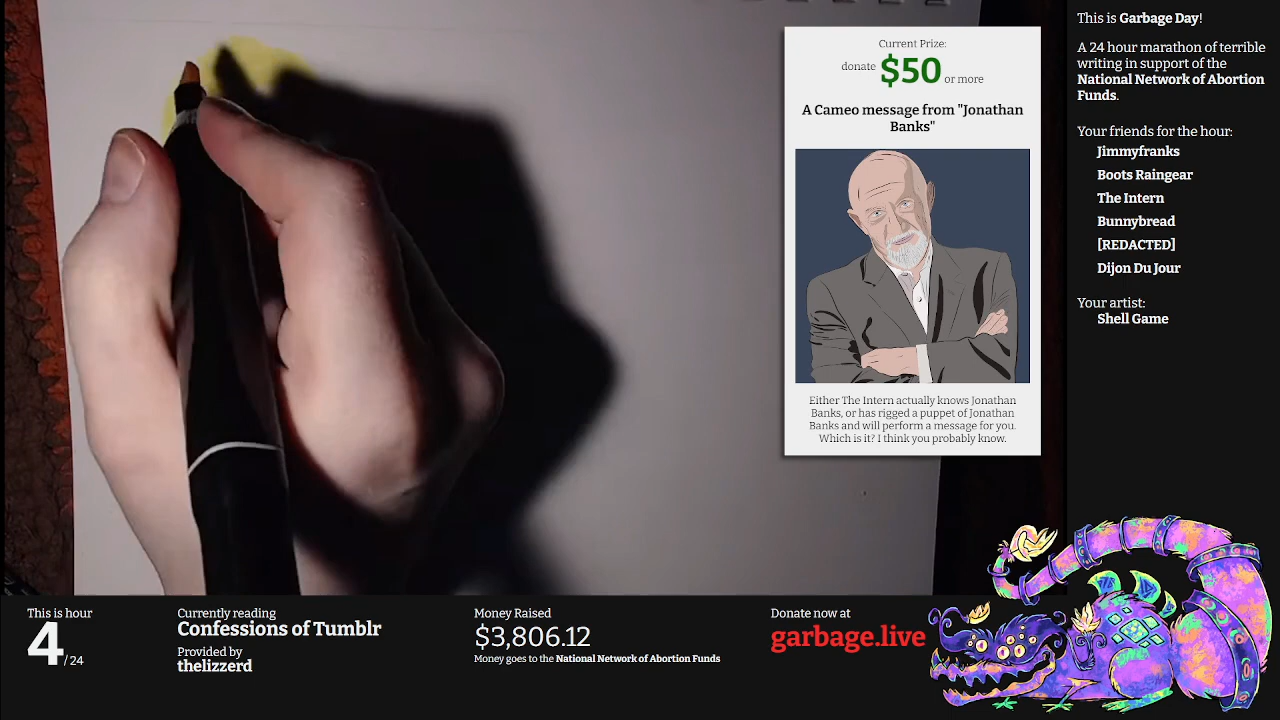 Current Prize:
donate $50 or more
A Cameo message from "Jonathan
Banks"
Either The Intern actually knows Jonathan
Banks, or has rigged a puppet of Jonathan
Banks and will perform a message for you.
Which is it? I think you probably know.
This is Garbage Day!
A 24 hour marathon of terrible
writing in support of the
National Network of Abortion
Funds.
Your friends for the hour:
Jimmyfranks
Boots Raingear
The Intern
Bunnybread
[REDACTED]
Dijon Du Jour
Your artist:
Shell Game
This is hour
4 / 24
Currently reading
Confessions of Tumblr
Provided by
thelizzerd
Money Raised
$3,806.12
Money goes to the National Network of Abortion Funds
Donate now at
garbage.live